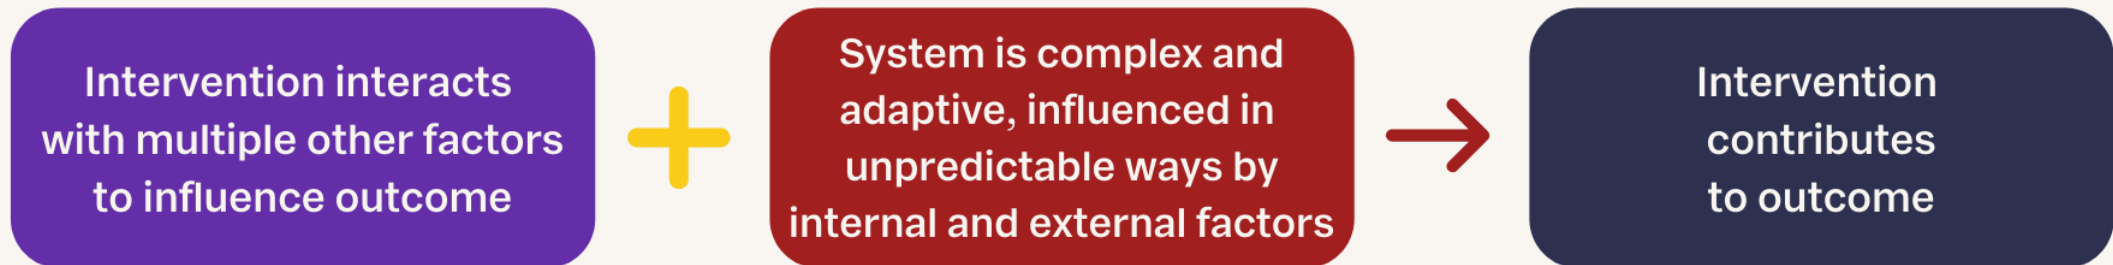 Intervention interacts
with multiple other factors
to influence outcome
System is complex and
adaptive, influenced in
unpredictable ways by
internal and external factors
Intervention
contributes
to outcome